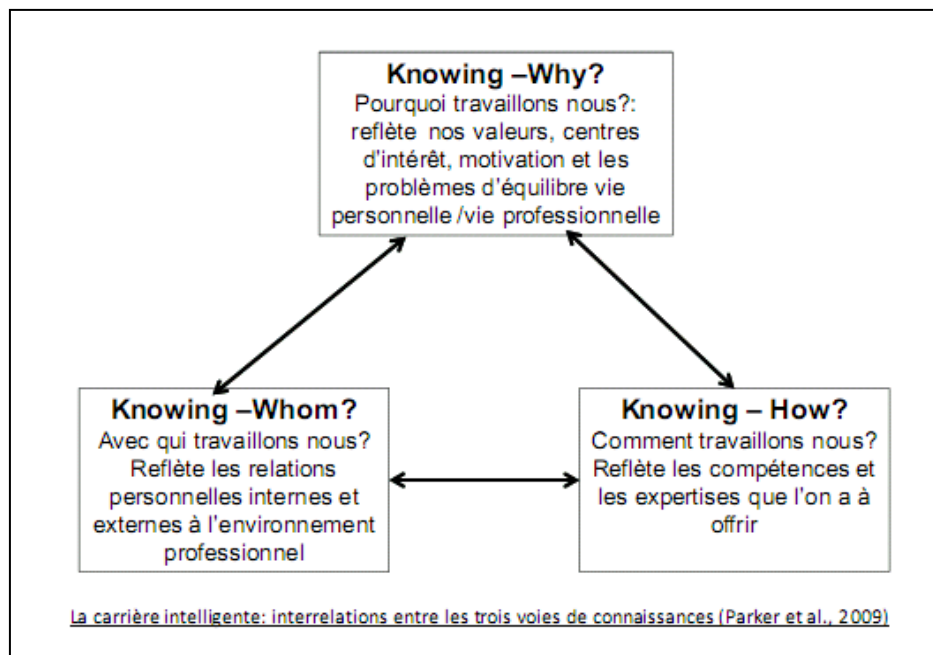 Knowing –Why?
Pourquoi travaillons nous?:
reflète nos valeurs, centres
d'intérêt, motivation et les
problèmes d'équilibre vie
personnelle /vie professionnelle
Knowing –Whom?
Avec qui travaillons nous?
Reflète les relations
personnelles internes et
externes à l'environnement
professionnel
Knowing – How?
Comment travaillons nous?
Reflète les compétences et
les expertises que l'on a à
offrir
La carrière intelligente: interrelations entre les trois voies de connaissances (Parker et al., 2009)